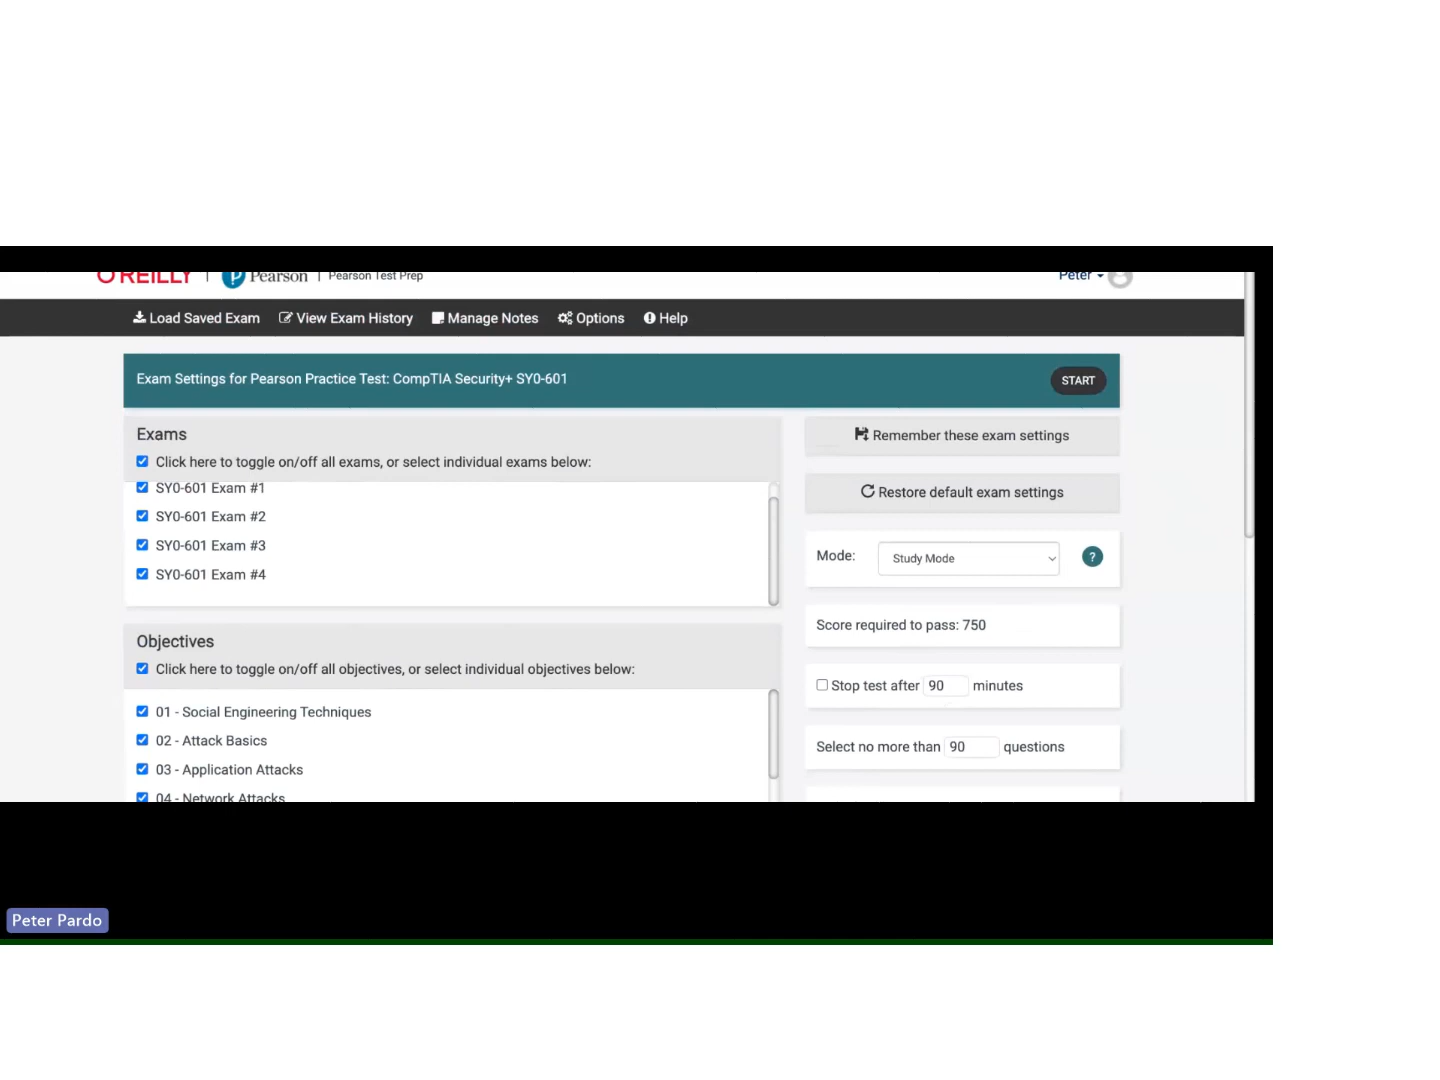 O'REILLY | Pearson | Pearson Test Prep Peter
Load Saved Exam View Exam History Manage Notes Options Help
Exam Settings for Pearson Practice Test: CompTIA Security+ SY0-601 START
Exams
Click here to toggle on/off all exams, or select individual exams below:
SY0-601 Exam #1
SY0-601 Exam #2
SY0-601 Exam #3
SY0-601 Exam #4
Objectives
Click here to toggle on/off all objectives, or select individual objectives below:
01 - Social Engineering Techniques
02 - Attack Basics
03 - Application Attacks
04 - Network Attacks
Remember these exam settings
Restore default exam settings
Mode: Study Mode ?
Score required to pass: 750
Stop test after 90 minutes
Select no more than 90 questions
Peter Pardo